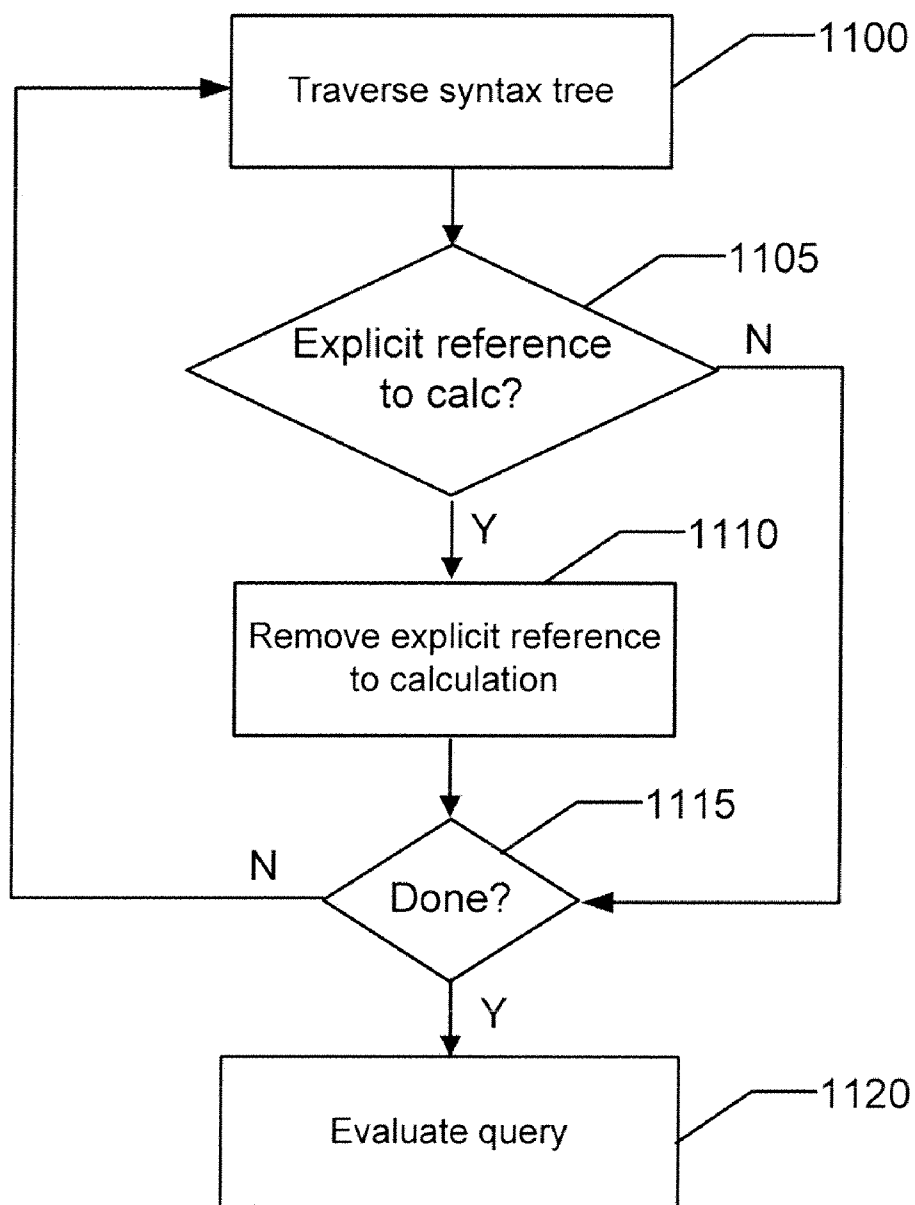 1100
Traverse syntax tree
1105
Explicit reference
to calc?
N
Y
1110
Remove explicit reference
to calculation
1115
N
Done?
Y
1120
Evaluate query